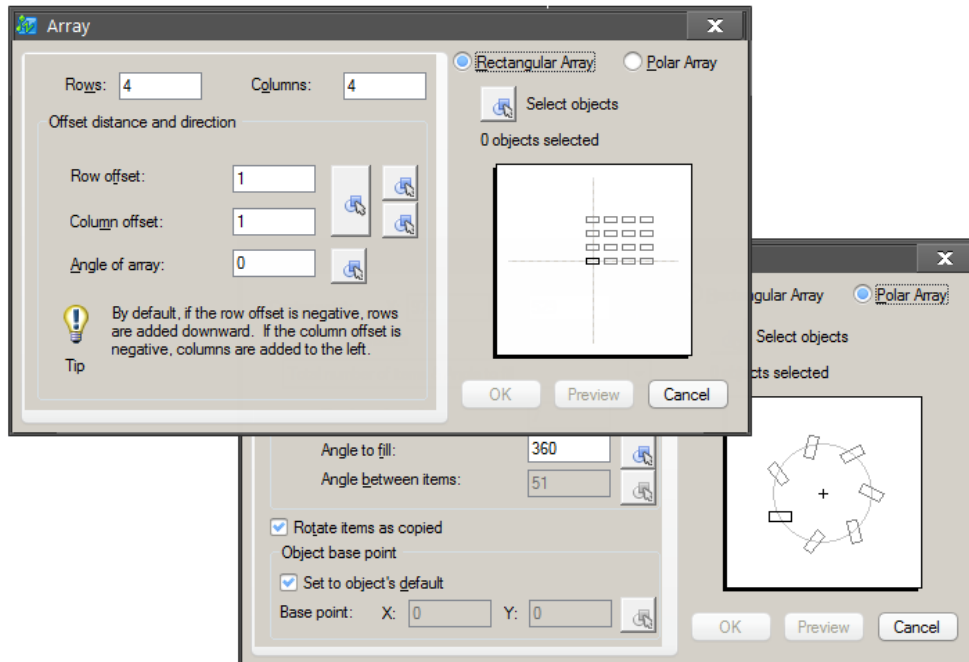 Array
X
Rows: 4 Columns: 4
Rectangular Array Polar Array
Select objects
0 objects selected
Offset distance and direction
Row offset: 1
Column offset: 1
Angle of array: 0
By default, if the row offset is negative, rows
are added downward. If the column offset is
negative, columns are added to the left.
Tip
OK Preview Cancel
X
gular Array Polar Array
Select objects
cts selected
Angle to fill: 360
Angle between items: 51
Rotate items as copied
Object base point
Set to object's default
Base point: X: 0 Y: 0
OK Preview Cancel